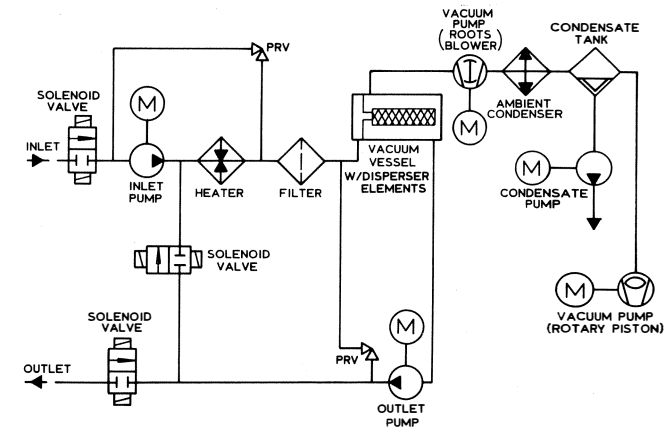 VACUUM
PUMP
(ROOTS
BLOWER)
CONDENSATE
TANK
PRV
SOLENOID
VALVE
M
INLET
INLET
PUMP
HEATER
FILTER
VACUUM
VESSEL
W/DISPERSER
ELEMENTS
M
AMBIENT
CONDENSER
M
CONDENSATE
PUMP
SOLENOID
VALVE
M
VACUUM PUMP
(ROTARY PISTON)
SOLENOID
VALVE
M
PRV
OUTLET
OUTLET
PUMP